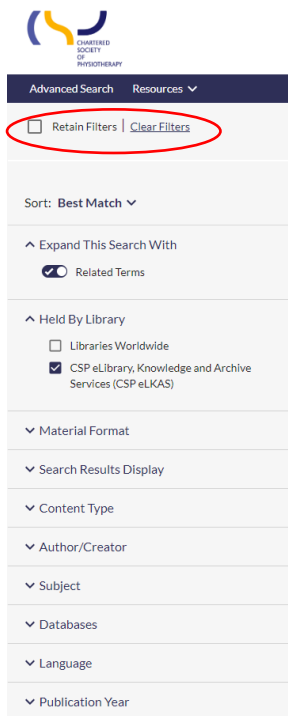 CHARTERED
SOCIETY
OF
PHYSIOTHERAPY
Advanced Search Resources
Retain Filters | Clear Filters
Sort: Best Match
Expand This Search With
Related Terms
Held By Library
Libraries Worldwide
CSP eLibrary, Knowledge and Archive
Services (CSP eLKAS)
Material Format
Search Results Display
Content Type
Author/Creator
Subject
Databases
Language
Publication Year